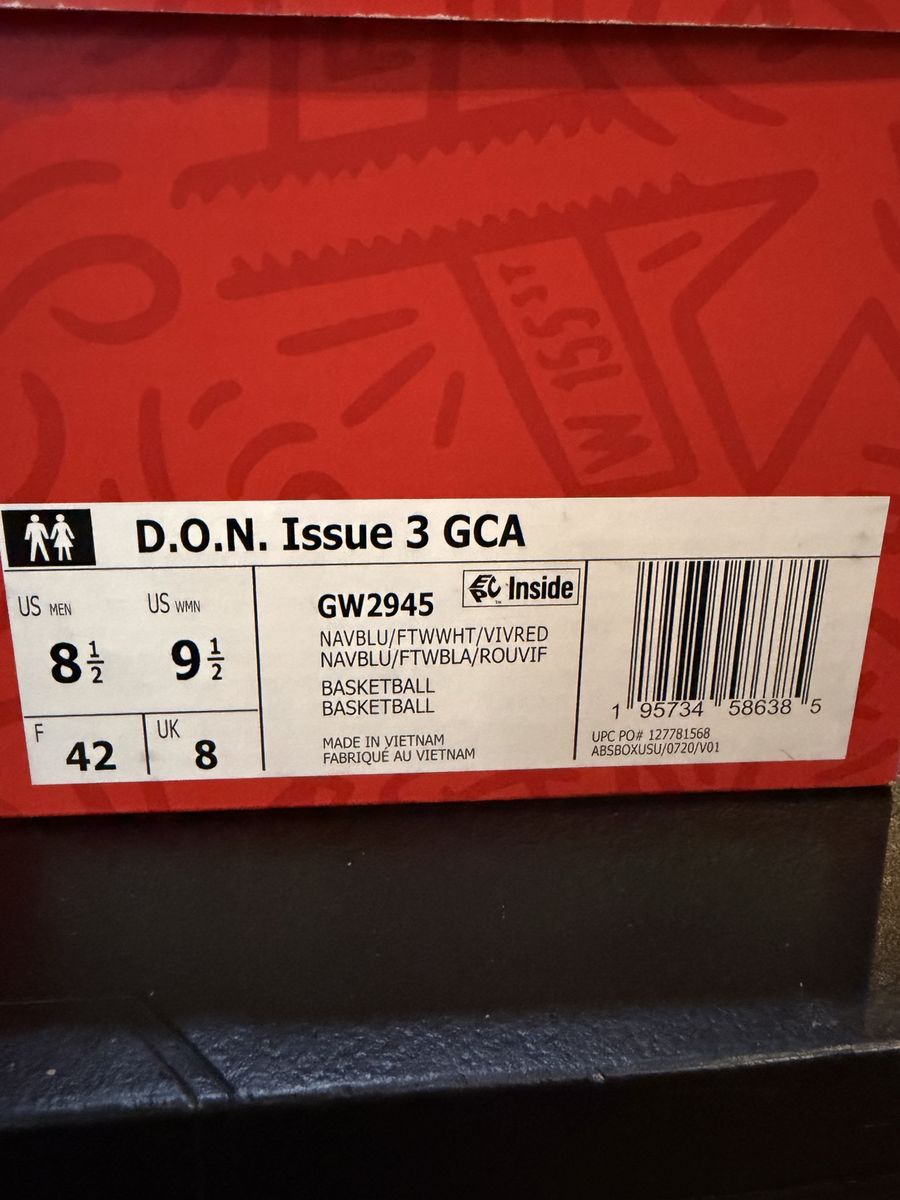 W 155 ST
D.O.N. Issue 3 GCA
US MEN
US WMN
8 1/2
9 1/2
F
42
UK
8
GW2945
Inside
NAVBLU/FTWWHT/VIVRED
NAVBLU/FTWBLA/ROUVIF
BASKETBALL
BASKETBALL
MADE IN VIETNAM
FABRIQUÉ AU VIETNAM
1 95734 58638 5
UPC PO# 127781568
ABSBOXUSU/0720/V01